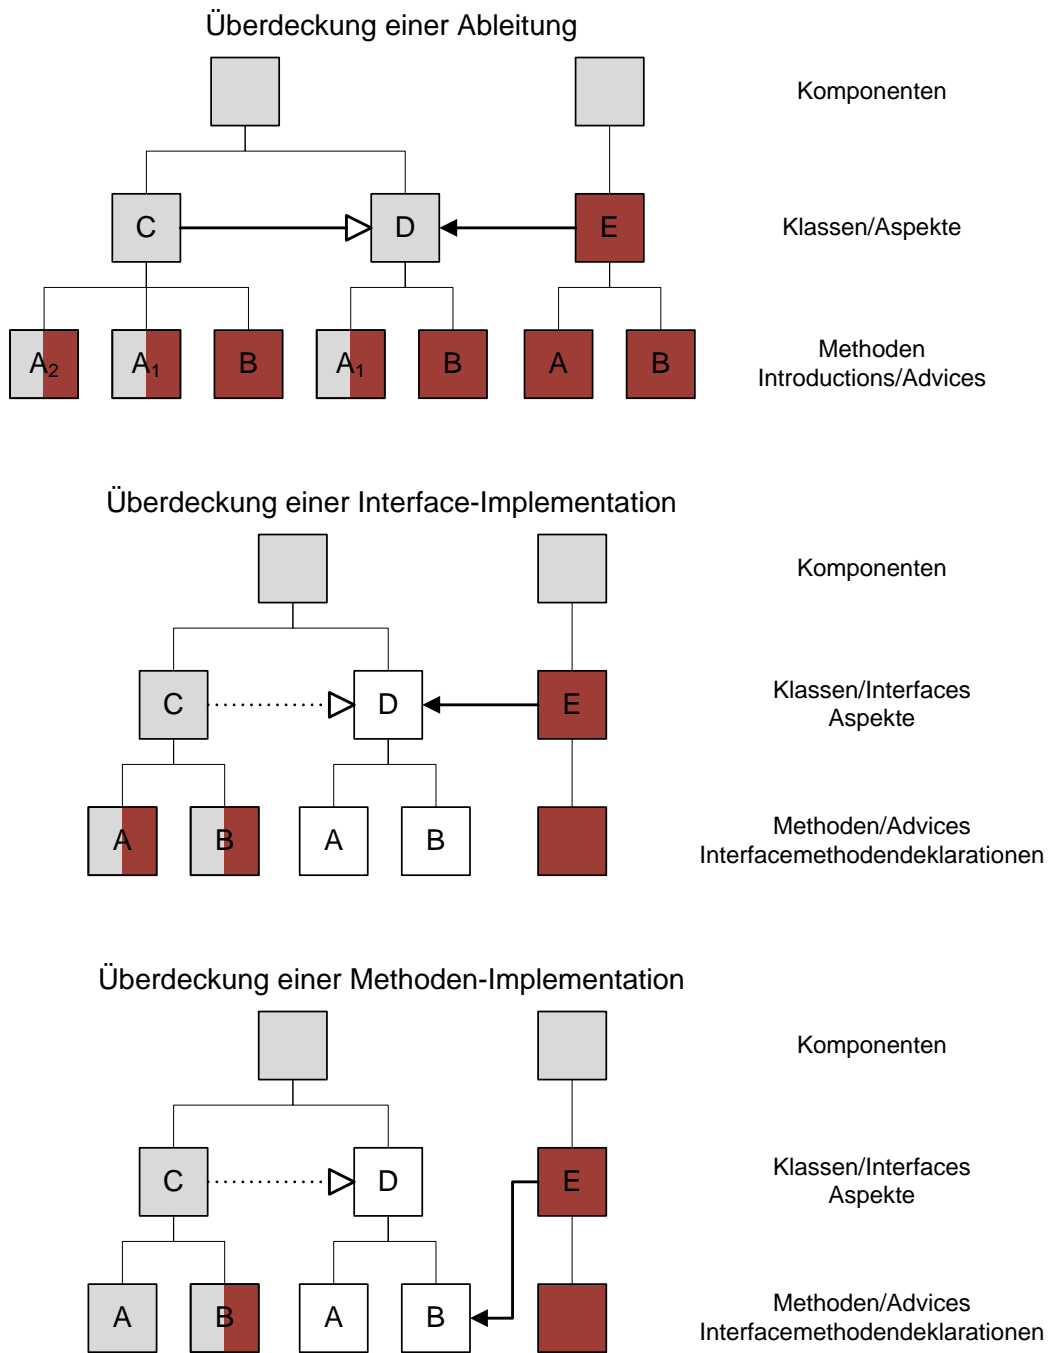 Überdeckung einer Ableitung
Komponenten
C
D
E
Klassen/Aspekte
A₂
A₁
B
A₁
B
A
B
Methoden
Introductions/Advices
Überdeckung einer Interface-Implementation
Komponenten
C
D
E
Klassen/Interfaces
Aspekte
A
B
A
B
Methoden/Advices
Interfacemethodendeklarationen
Überdeckung einer Methoden-Implementation
Komponenten
C
D
E
Klassen/Interfaces
Aspekte
A
B
A
B
Methoden/Advices
Interfacemethodendeklarationen